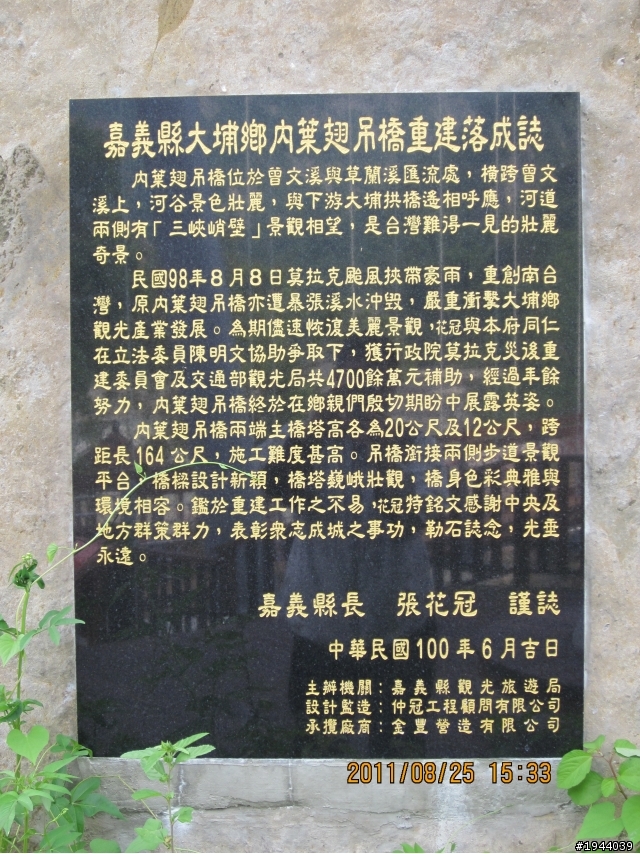 嘉義縣大埔鄉內葉翅吊橋重建落成誌
內葉翅吊橋位於曾文溪與草蘭溪匯流處，橫跨曾文
溪上，河谷景色壯麗，與下游大埔拱橋遙相呼應，河道
兩側有「三峽峭壁」景觀相望，是台灣難得一見的壯麗
奇景。
民國98年8月8日莫拉克颱風挾帶豪雨，重創南台
灣，原內葉翅吊橋亦遭暴漲溪水沖毀，嚴重衝擊大埔鄉
觀光產業發展。為期儘速恢復美麗景觀，花冠與本府同仁
在立法委員陳明文協助爭取下，獲行政院莫拉克災後重
建委員會及交通部觀光局共4700餘萬元補助，經過年餘
努力，內葉翅吊橋終於在鄉親們殷切期盼中展露英姿。
內葉翅吊橋兩端主橋塔高各為20公尺及12公尺，跨
距長164公尺，施工難度甚高。吊橋銜接兩側步道景觀
平台，橋樑設計新穎，橋塔巍峨壯觀，橋身色彩典雅與
環境相容。鑑於重建工作之不易，花冠特銘文感謝中央及
地方群策群力，表彰眾志成城之事功，勒石誌念，光垂
永遠。
嘉義縣長 張花冠 謹誌
中華民國100年6月吉日
主辦機關：嘉義縣觀光旅遊局
設計監造：仲冠工程顧問有限公司
承攬廠商：金豐營造有限公司
2011/08/25 15:33
#1944039